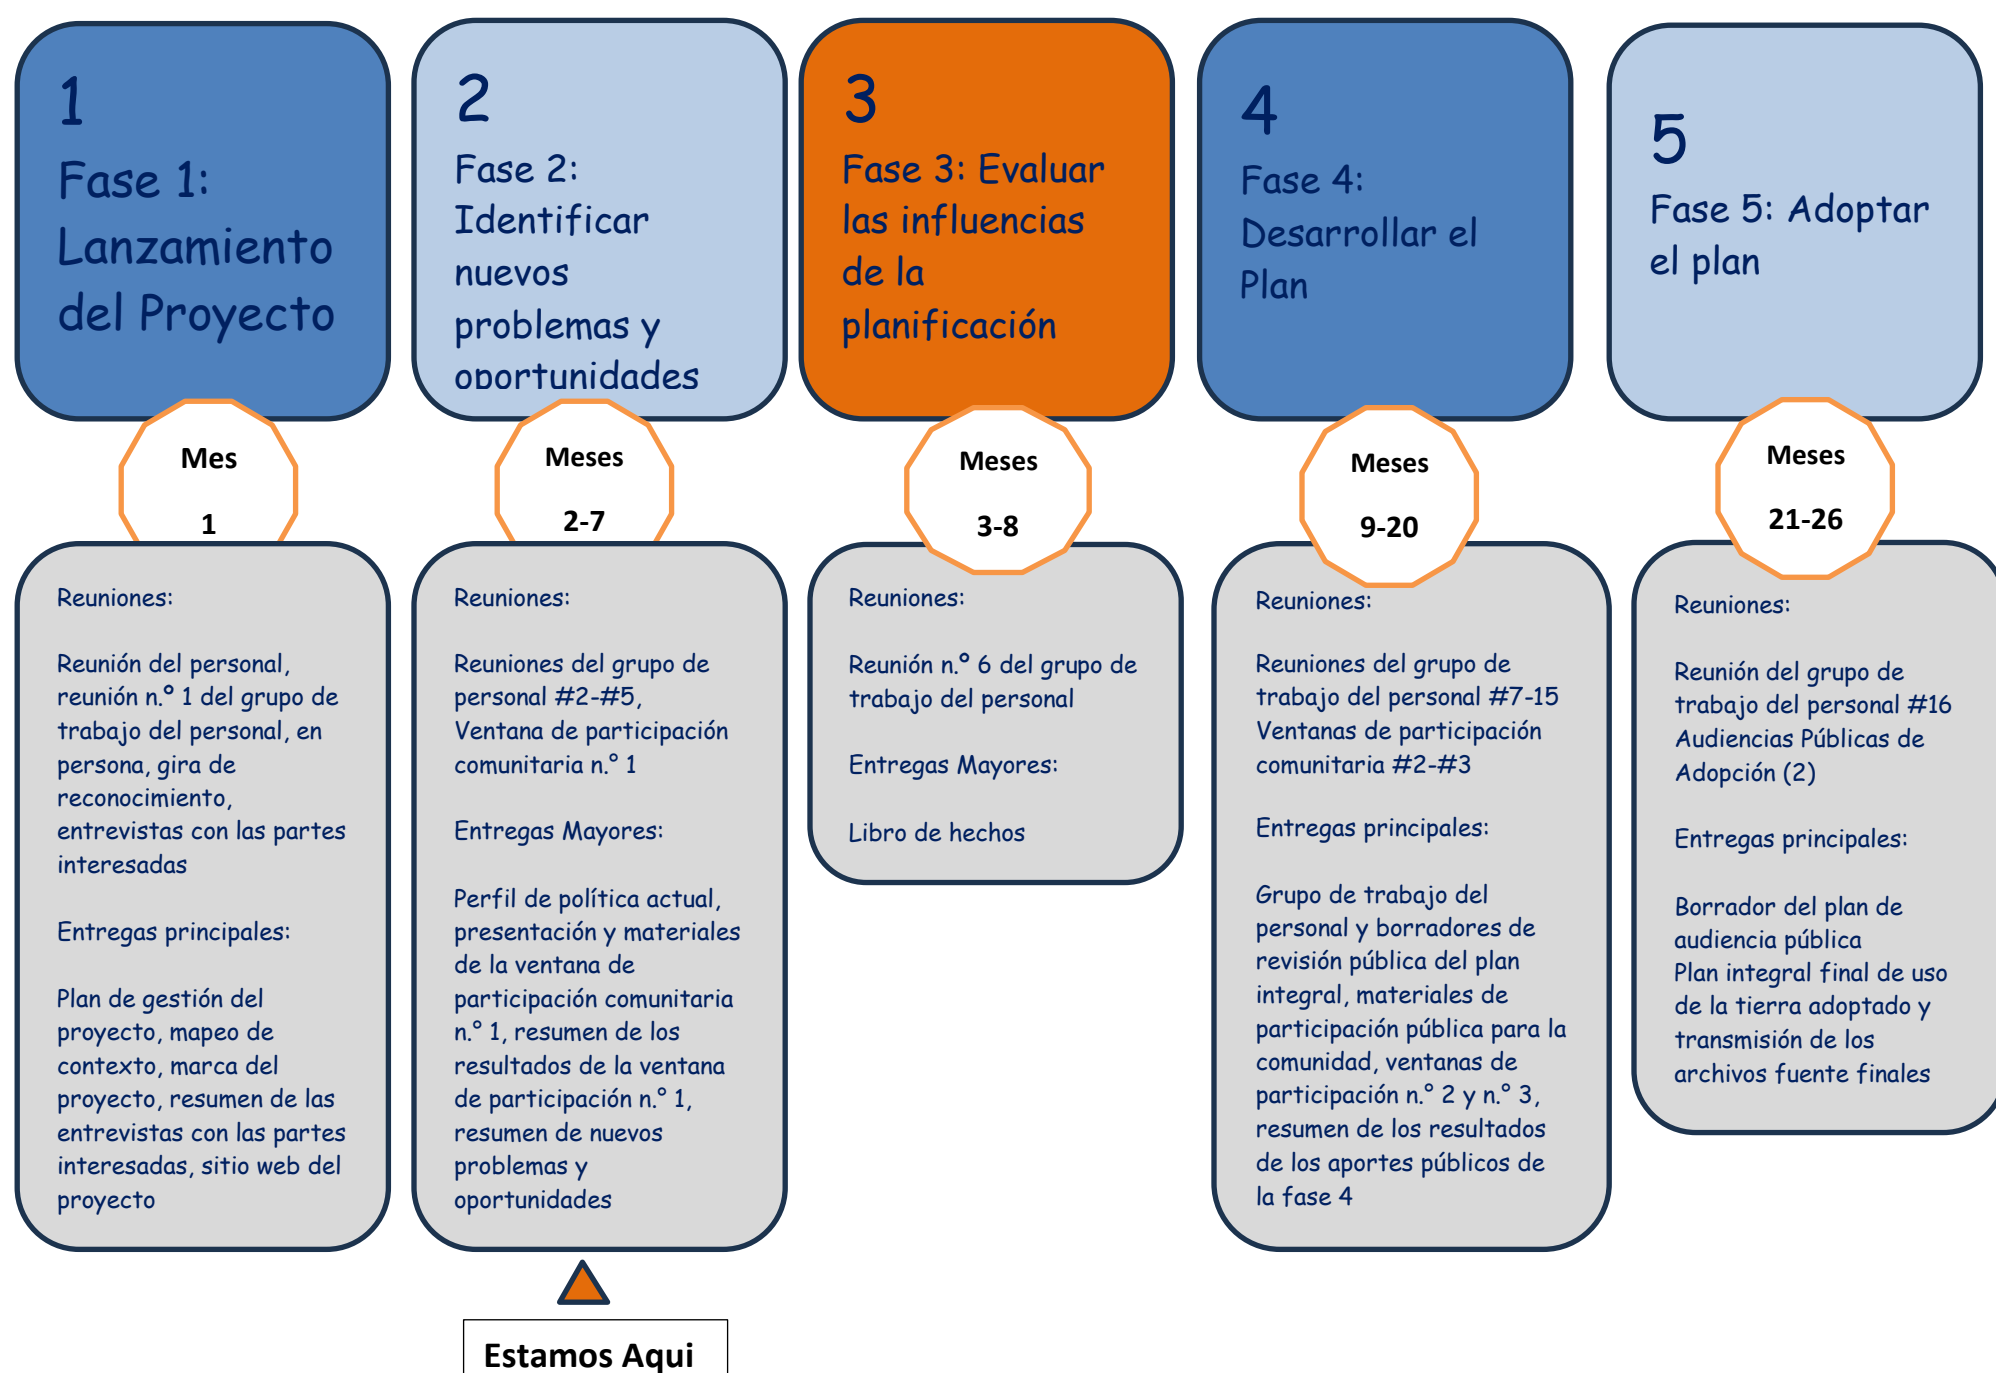 1
Fase 1:
Lanzamiento
del Proyecto
Mes
1
Reuniones:
Reunión del personal,
reunión n.º 1 del grupo de
trabajo del personal, en
persona, gira de
reconocimiento,
entrevistas con las partes
interesadas
Entregas principales:
Plan de gestión del
proyecto, mapeo de
contexto, marca del
proyecto, resumen de las
entrevistas con las partes
interesadas, sitio web del
proyecto
2
Fase 2:
Identificar
nuevos
problemas y
oportunidades
Meses
2-7
Reuniones:
Reuniones del grupo de
personal #2-#5,
Ventana de participación
comunitaria n.° 1
Entregas Mayores:
Perfil de política actual,
presentación y materiales
de la ventana de
participación comunitaria
n.° 1, resumen de los
resultados de la ventana
de participación n.° 1,
resumen de nuevos
problemas y
oportunidades
Estamos Aqui
3
Fase 3: Evaluar
las influencias
de la
planificación
Meses
3-8
Reuniones:
Reunión n.º 6 del grupo de
trabajo del personal
Entregas Mayores:
Libro de hechos
4
Fase 4:
Desarrollar el
Plan
Meses
9-20
Reuniones:
Reuniones del grupo de
trabajo del personal #7-15
Ventanas de participación
comunitaria #2-#3
Entregas principales:
Grupo de trabajo del
personal y borradores de
revisión pública del plan
integral, materiales de
participación pública para la
comunidad, ventanas de
participación n.° 2 y n.° 3,
resumen de los resultados
de los aportes públicos de
la fase 4
5
Fase 5: Adoptar
el plan
Meses
21-26
Reuniones:
Reunión del grupo de
trabajo del personal #16
Audiencias Públicas de
Adopción (2)
Entregas principales:
Borrador del plan de
audiencia pública
Plan integral final de uso
de la tierra adoptado y
transmisión de los
archivos fuente finales